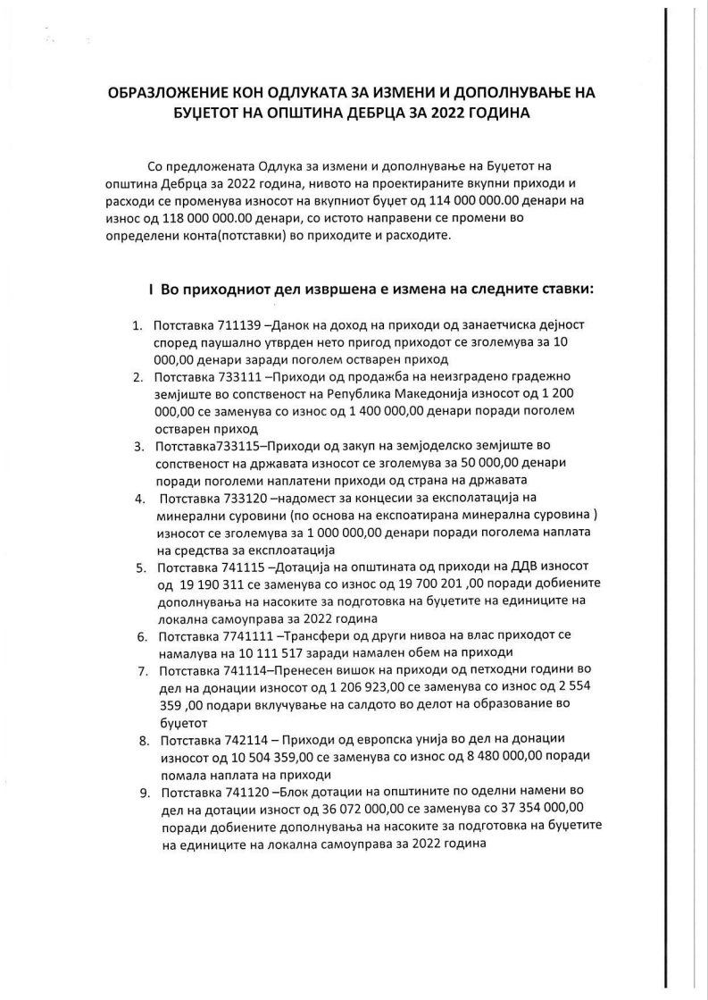 ОБРАЗЛОЖЕНИЕ КОН ОДЛУКАТА ЗА ИЗМЕНИ И ДОПОЛНУВАЊЕ НА
БУЏЕТОТ НА ОПШТИНА ДЕБРЦА ЗА 2022 ГОДИНА
Со предложената Одлука за измени и дополнување на Буџетот на
општина Дебрца за 2022 година, нивото на проектираните вкупни приходи и
расходи се променува износот на вкупниот буџет од 114 000 000.00 денари на
износ од 118 000 000.00 денари, со истото направени се промени во
определени конта(потставки) во приходите и расходите.
I Во приходниот дел извршена е измена на следните ставки:
1. Потставка 711139 –Данок на доход на приходи од занаетчиска дејност
според паушално утврден нето пригод приходот се зголемува за 10
000,00 денари заради поголем остварен приход
2. Потставка 733111 –Приходи од продажба на неизградено градежно
земјиште во сопственост на Република Македонија износот од 1 200
000,00 се заменува со износ од 1 400 000,00 денари поради поголем
остварен приход
3. Потставка733115–Приходи од закуп на земјоделско земјиште во
сопственост на државата износот се зголемува за 50 000,00 денари
поради поголеми наплатени приходи од страна на државата
4. Потставка 733120 –надомест за концесии за експолатација на
минерални суровини (по основа на експоатирана минерална суровина )
износот се зголемува за 1 000 000,00 денари поради поголема наплата
на средства за експлоатација
5. Потставка 741115 –Дотација на општината од приходи на ДДВ износот
од 19 190 311 се заменува со износ од 19 700 201 ,00 поради добиените
дополнувања на насоките за подготовка на буџетите на единиците на
локална самоуправа за 2022 година
6. Потставка 7741111 –Трансфери од други нивоа на влас приходот се
намалува на 10 111 517 заради намален обем на приходи
7. Потставка 741114–Пренесен вишок на приходи од петходни години во
дел на донации износот од 1 206 923,00 се заменува со износ од 2 554
359 ,00 подари вклучување на салдото во делот на образование во
буџетот
8. Потставка 742114 – Приходи од европска унија во дел на донации
износот од 10 504 359,00 се заменува со износ од 8 480 000,00 поради
помала наплата на приходи
9. Потставка 741120 –Блок дотации на општините по оделни намени во
дел на дотации изност од 36 072 000,00 се заменува со 37 354 000,00
поради добиените дополнувања на насоките за подготовка на буџетите
на единиците на локална самоуправа за 2022 година